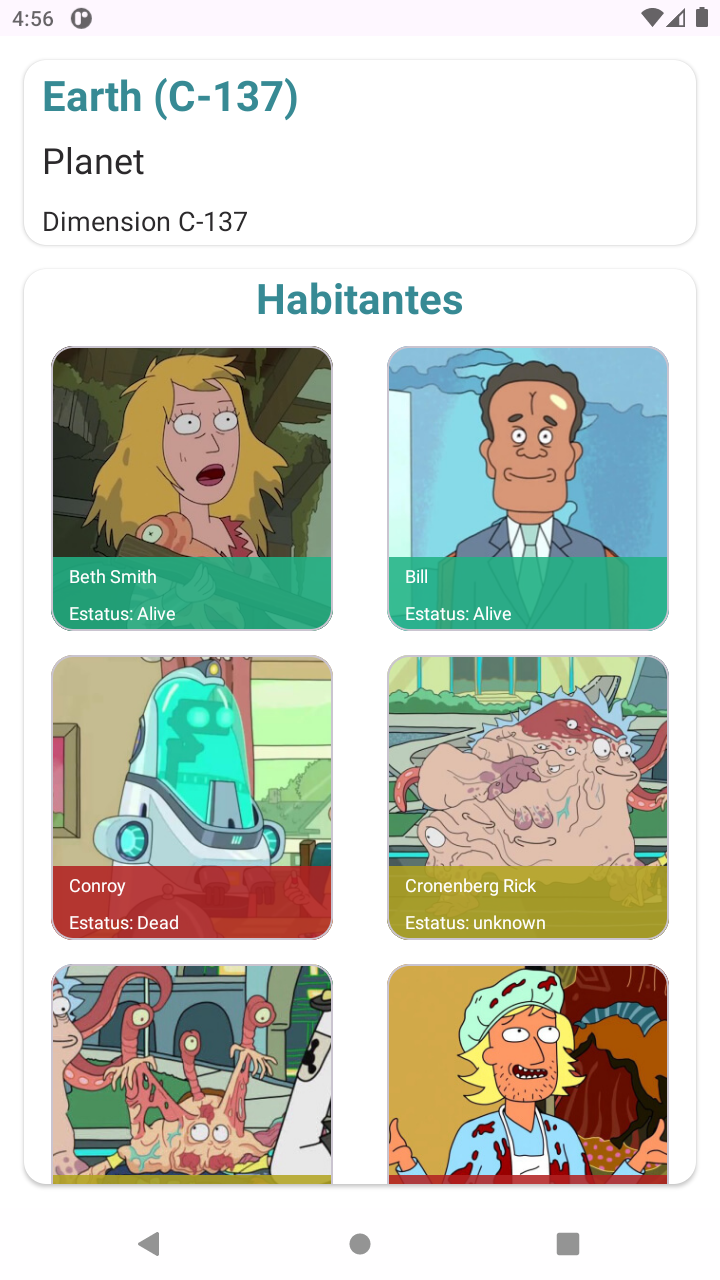 4:56
Earth (C-137)
Planet
Dimension C-137
Habitantes
Beth Smith
Estatus: Alive
Bill
Estatus: Alive
Conroy
Estatus: Dead
Cronenberg Rick
Estatus: unknown